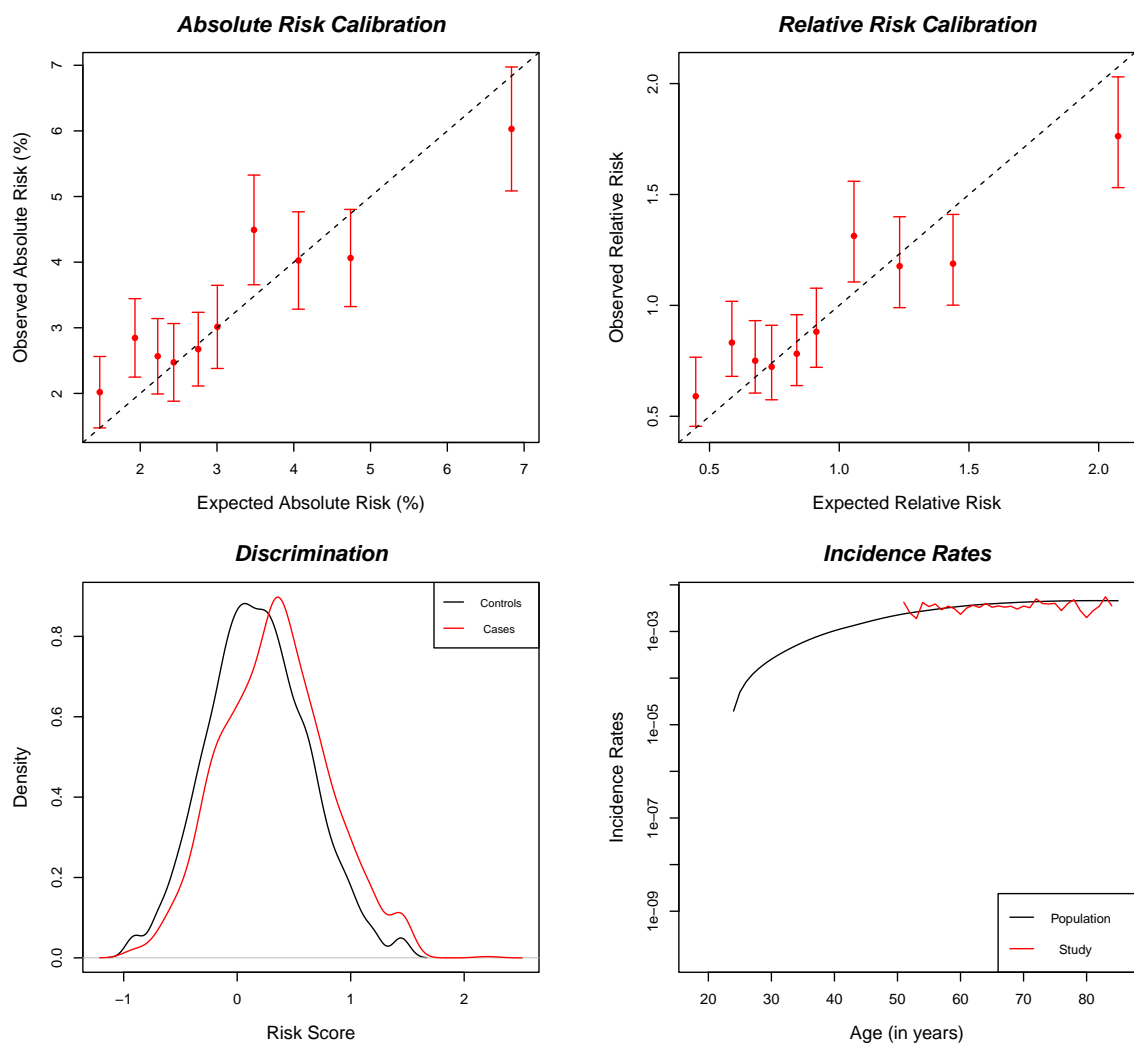 Absolute Risk Calibration
7
6
5
4
3
2
Observed Absolute Risk (%)
2 3 4 5 6 7
Expected Absolute Risk (%)
Relative Risk Calibration
2.0
1.5
1.0
0.5
Observed Relative Risk
0.5 1.0 1.5 2.0
Expected Relative Risk
Discrimination
Controls
Cases
0.8
0.6
0.4
0.2
0.0
Density
−1 0 1 2
Risk Score
Incidence Rates
1e−03
1e−05
1e−07
1e−09
Incidence Rates
Population
Study
20 30 40 50 60 70 80
Age (in years)